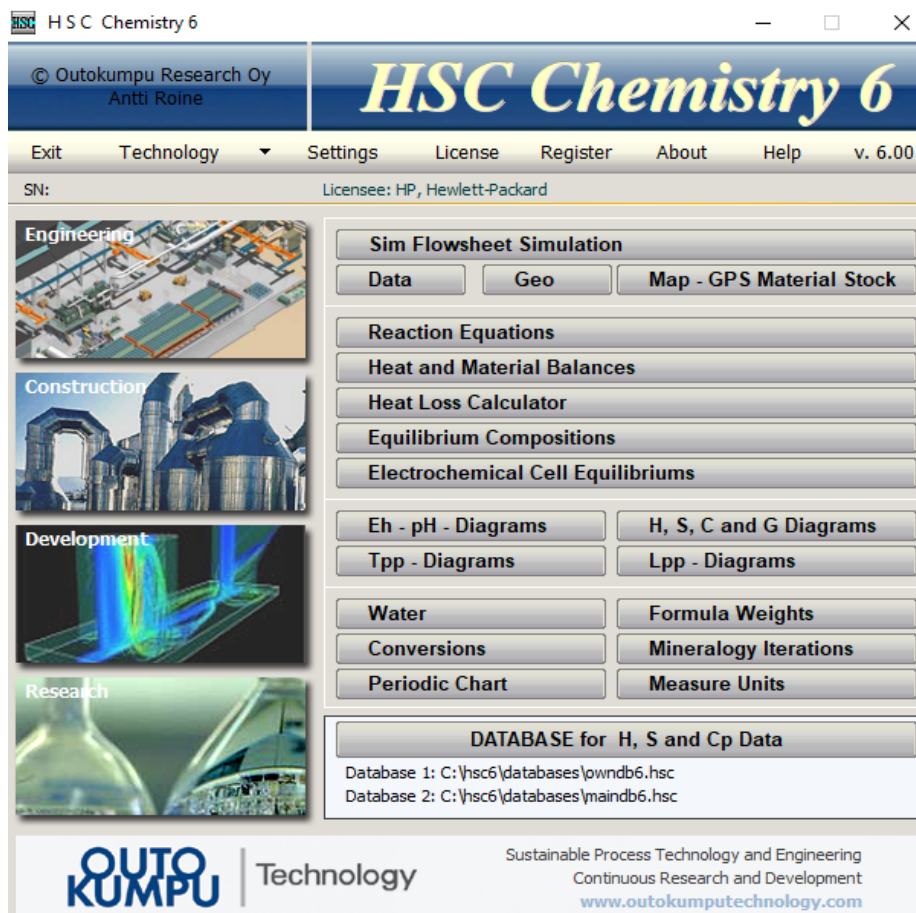 HSC H S C Chemistry 6
© Outokumpu Research Oy
Antti Roine
HSC Chemistry 6
Exit Technology Settings License Register About Help v. 6.00
SN: Licensee: HP, Hewlett-Packard
Engineering
Construction
Development
Research
Sim Flowsheet Simulation
Data Geo Map - GPS Material Stock
Reaction Equations
Heat and Material Balances
Heat Loss Calculator
Equilibrium Compositions
Electrochemical Cell Equilibriums
Eh - pH - Diagrams H, S, C and G Diagrams
Tpp - Diagrams Lpp - Diagrams
Water Formula Weights
Conversions Mineralogy Iterations
Periodic Chart Measure Units
DATABASE for H, S and Cp Data
Database 1: C:\hsc6\databases\owndb6.hsc
Database 2: C:\hsc6\databases\maindb6.hsc
OUTO
KUMPU
Technology
Sustainable Process Technology and Engineering
Continuous Research and Development
www.outokumputechnology.com